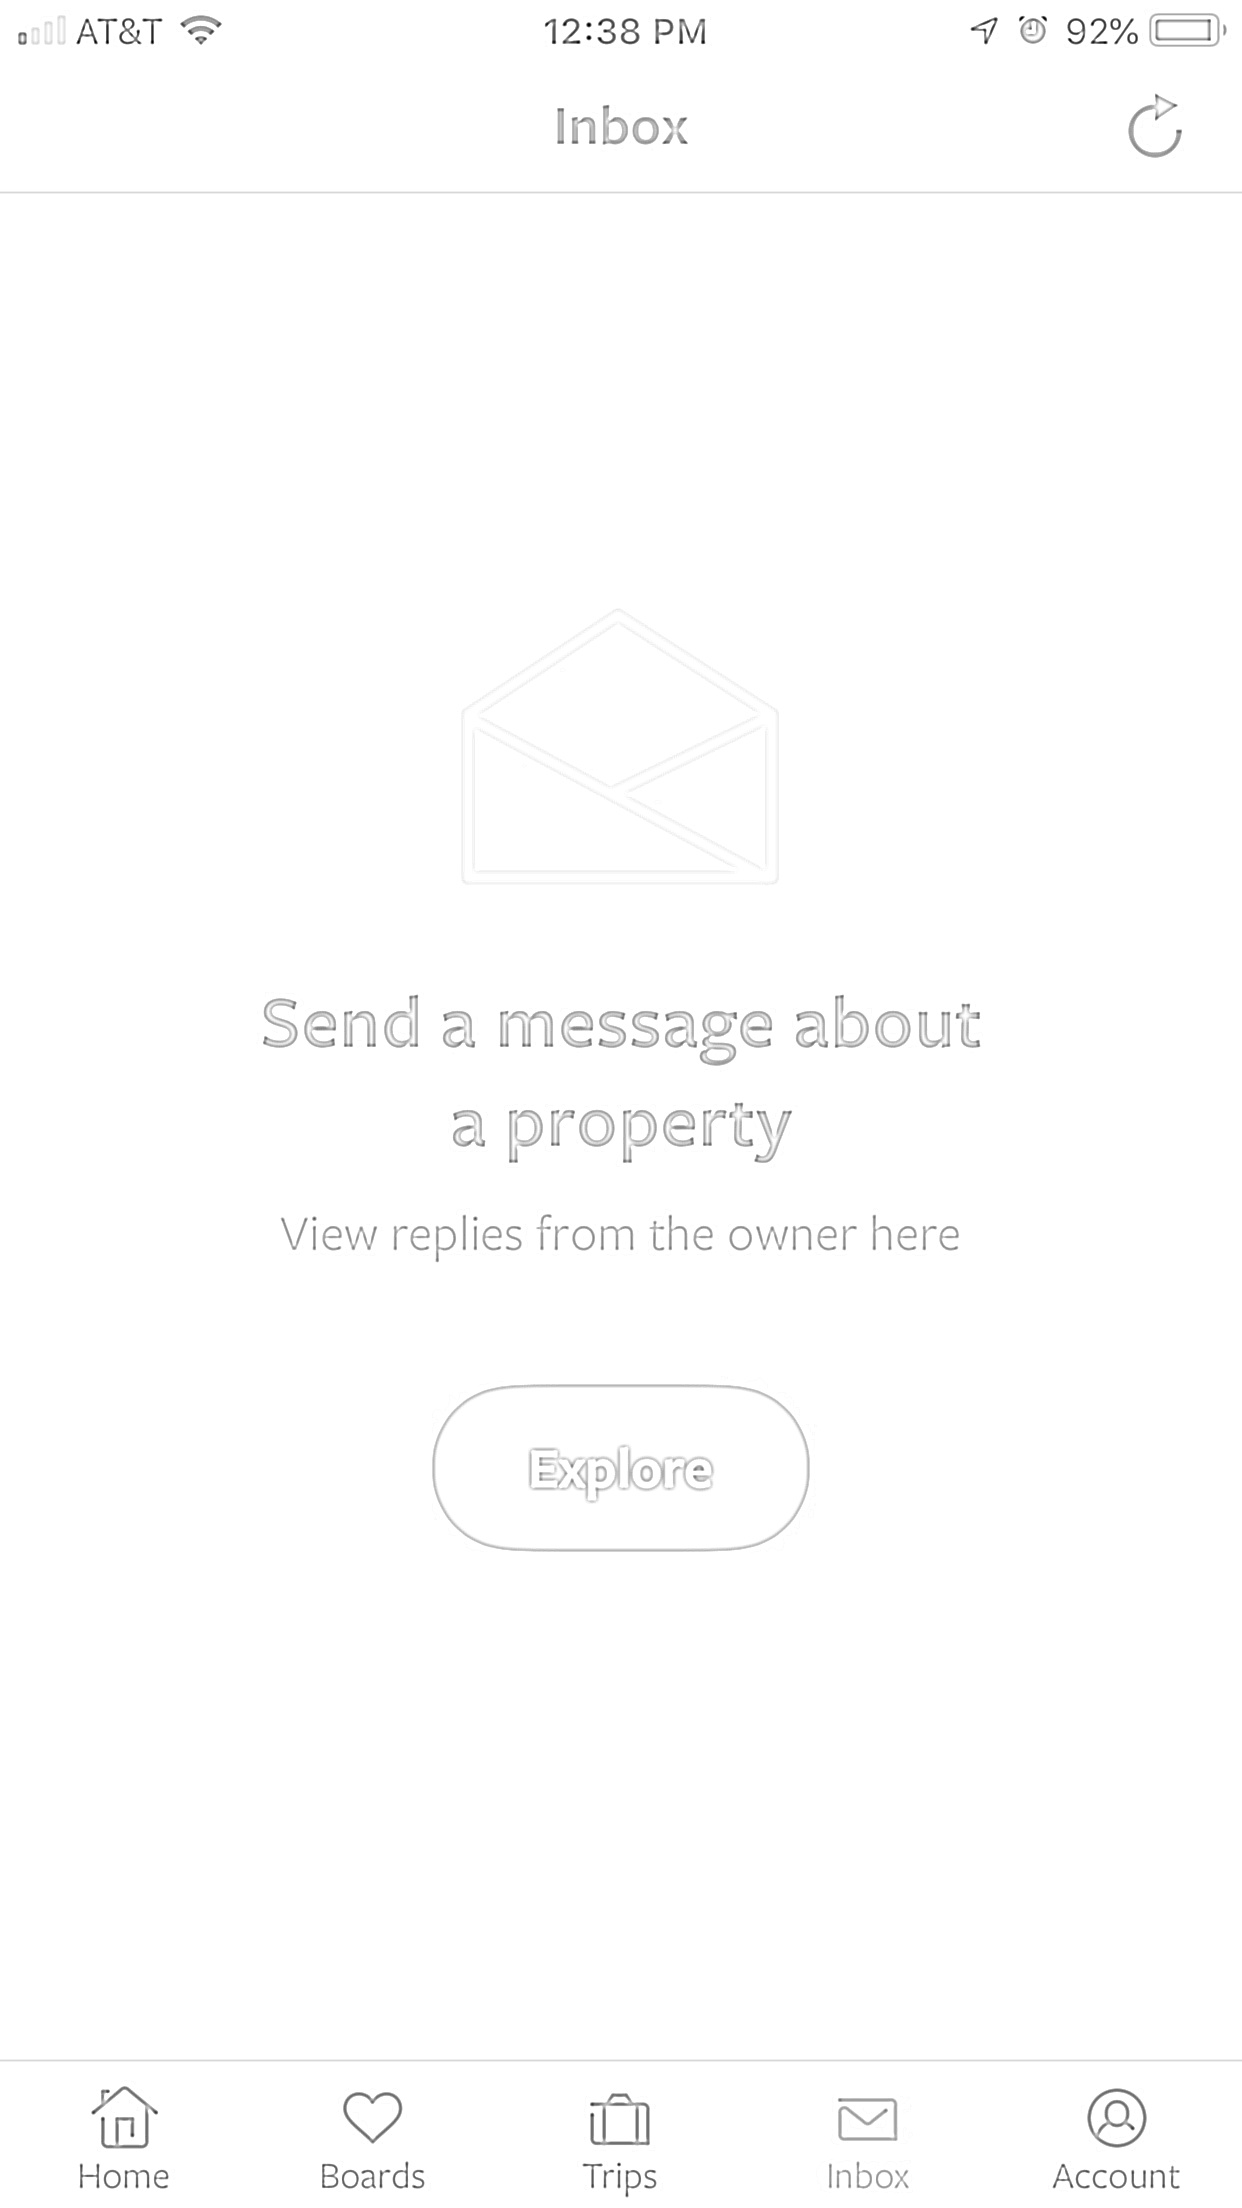 AT&T 12:38 PM 92%
Inbox
Send a message about
a property
View replies from the owner here
Explore
Home Boards Trips Inbox Account